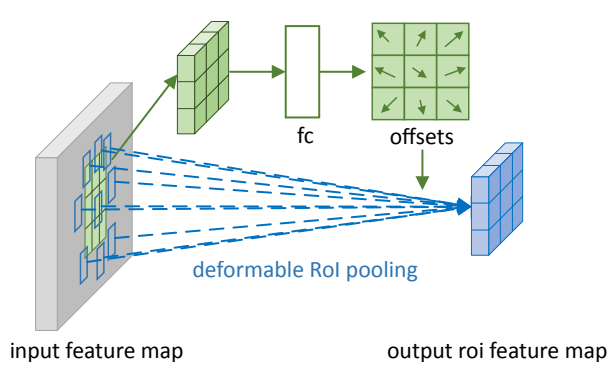 fc
offsets
deformable RoI pooling
input feature map
output roi feature map